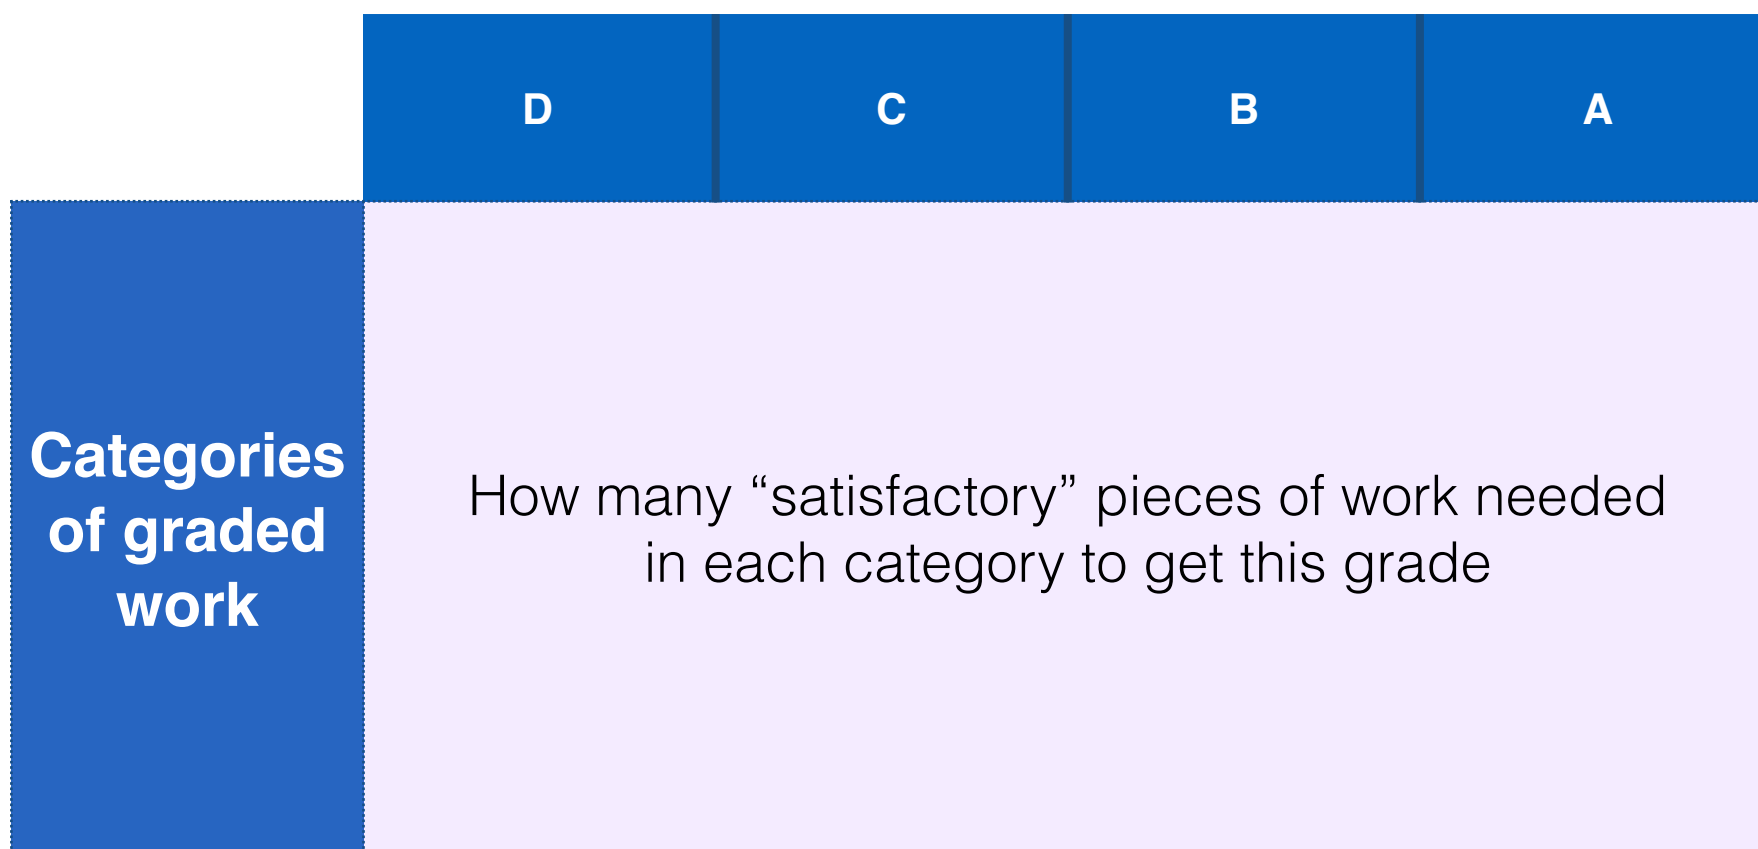 D C B A
Categories
of graded
work
How many “satisfactory” pieces of work needed
in each category to get this grade